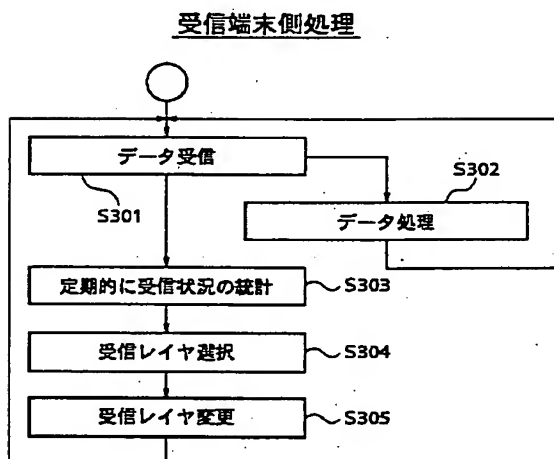 受信端末側処理
データ受信
S301
S302
データ処理
定期的に受信状況の統計
S303
受信レイヤ選択
S304
受信レイヤ変更
S305